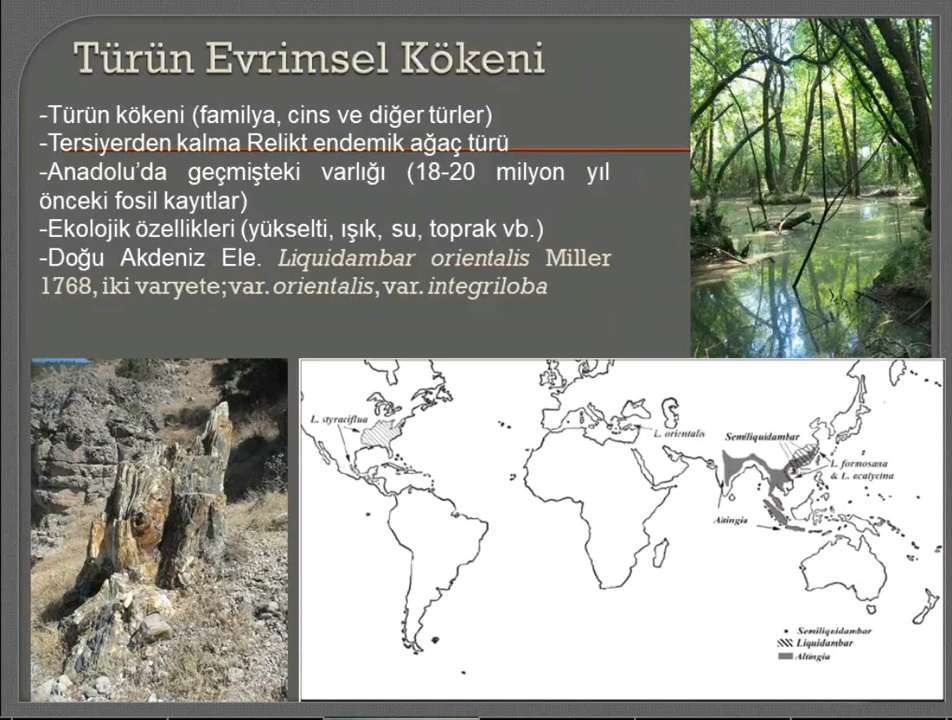 Türün Evrimsel Kökeni
-Türün kökeni (familya, cins ve diğer türler)
-Tersiyerden kalma Relikt endemik ağaç türü
-Anadolu'da geçmişteki varlığı (18-20 milyon yıl
önceki fosil kayıtlar)
-Ekolojik özellikleri (yükselti, ışık, su, toprak vb.)
-Doğu Akdeniz Ele. Liquidambar orientalis Miller
1768, iki varyete; var. orientalis, var. integriloba
L. styraciflua
L. orientalis
Semiliquidambar
L. formosana
& L. acalycina
Altingia
Semiliquidambar
Liquidambar
Altingia